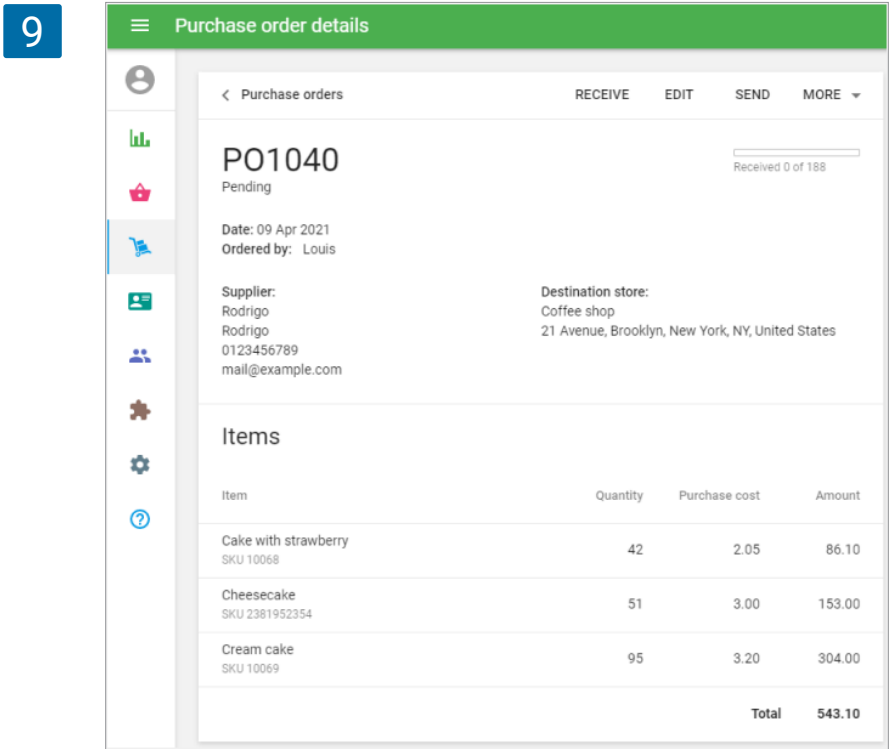 9
Purchase order details
Purchase orders RECEIVE EDIT SEND MORE
PO1040
Pending
Received 0 of 188
Date: 09 Apr 2021
Ordered by: Louis
Supplier: Destination store:
Rodrigo Coffee shop
Rodrigo 21 Avenue, Brooklyn, New York, NY, United States
0123456789
mail@example.com
Items
Item Quantity Purchase cost Amount
Cake with strawberry 42 2.05 86.10
SKU 10068
Cheesecake 51 3.00 153.00
SKU 2381952354
Cream cake 95 3.20 304.00
SKU 10069
Total 543.10